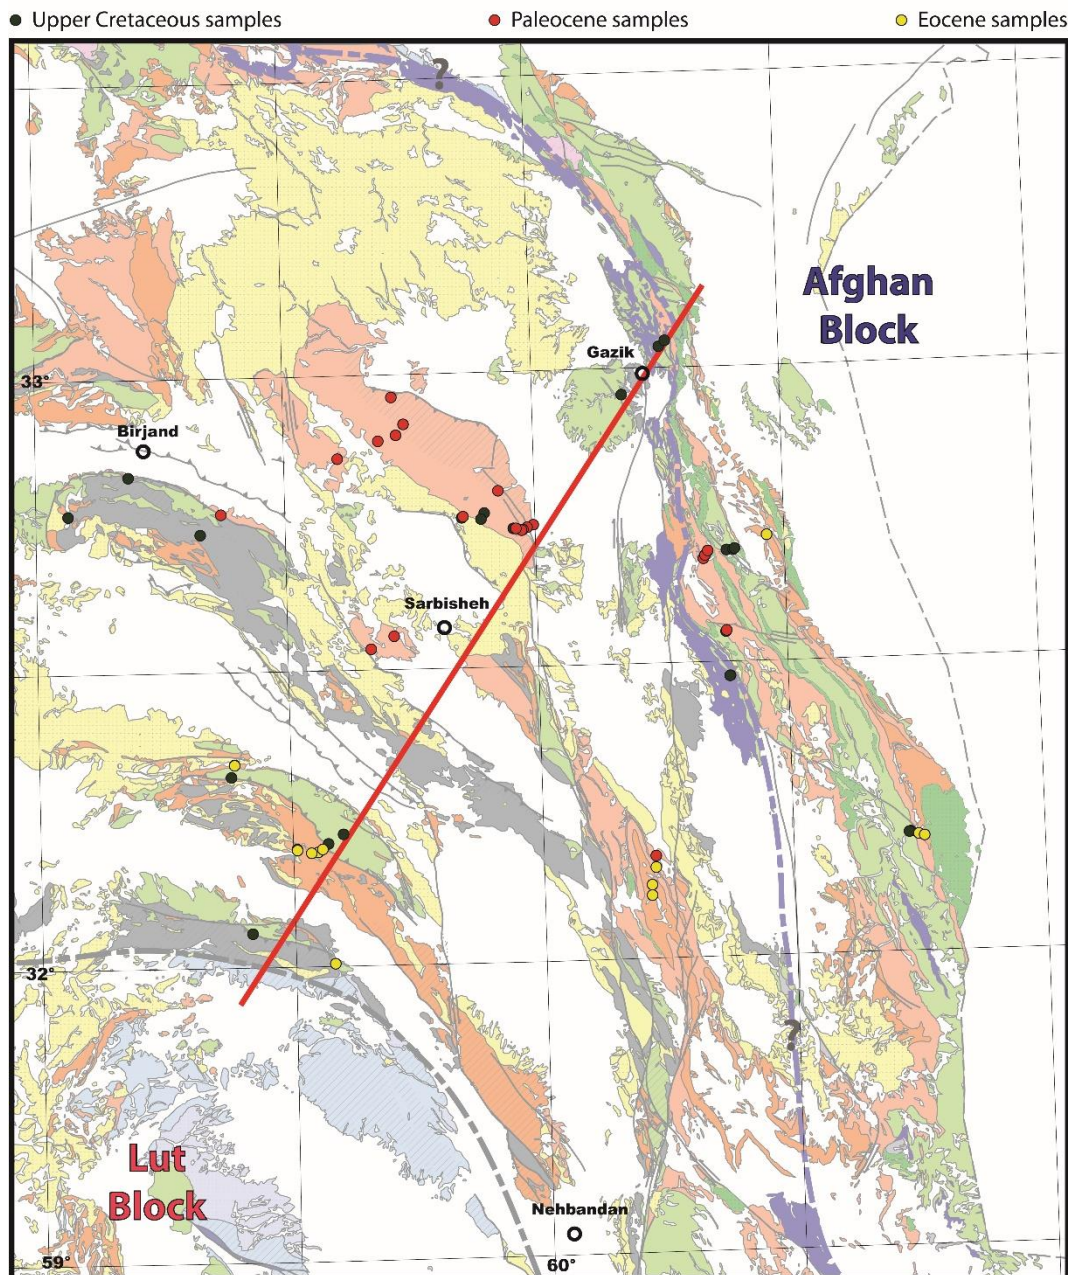 Upper Cretaceous samples
Paleocene samples
Eocene samples
?
Afghan
Block
Gazik
33°
Birjand
Sarbisheh
32°
?
Lut
Block
Nehbandan
59°
60°